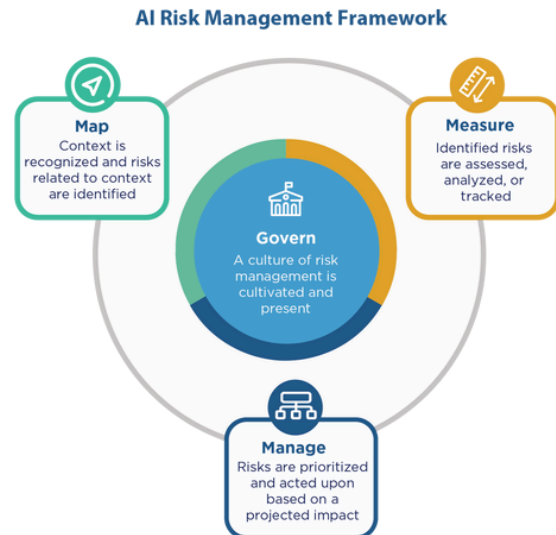 AI Risk Management Framework
Map
Context is
recognized and risks
related to context
are identified
Measure
Identified risks
are assessed,
analyzed, or
tracked
Govern
A culture of risk
management is
cultivated and
present
Manage
Risks are prioritized
and acted upon
based on a
projected impact